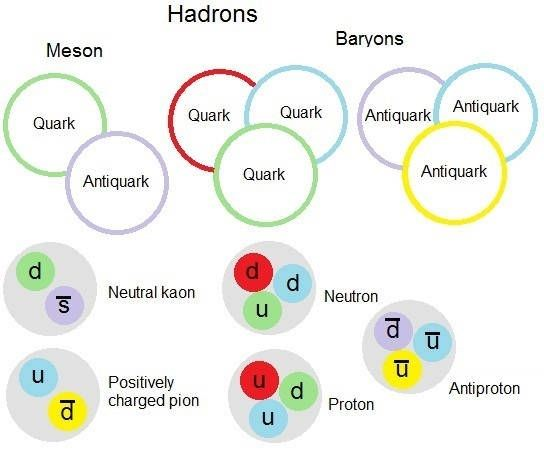 Hadrons
Meson
Baryons
Quark
Antiquark
Quark
Quark
Quark
Antiquark
Antiquark
Antiquark
d
s̅
Neutral kaon
d
d
u
Neutron
u
d̅
Positively
charged pion
u
d
u
Proton
d̅
u̅
u̅
Antiproton